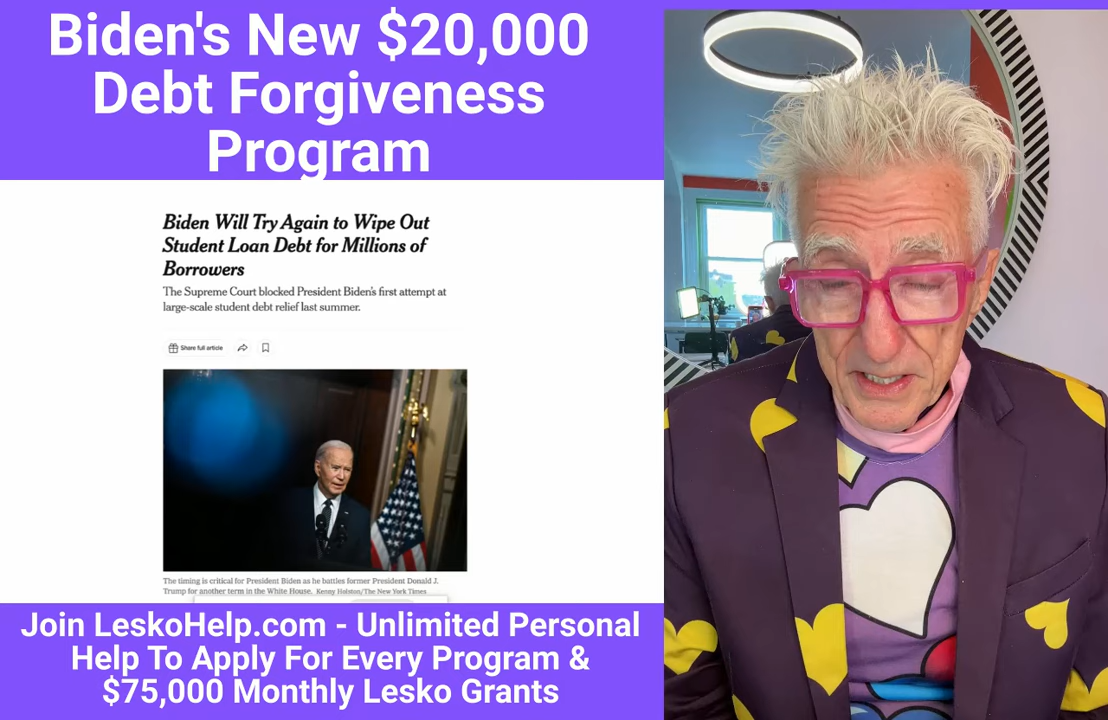 Biden's New $20,000
Debt Forgiveness
Program
Biden Will Try Again to Wipe Out
Student Loan Debt for Millions of
Borrowers
The Supreme Court blocked President Biden's first attempt at
large-scale student debt relief last summer.
Share full article
The timing is critical for President Biden as he battles former President Donald J.
Trump for another term in the White House. Kenny Holston/The New York Times
Join LeskoHelp.com - Unlimited Personal
Help To Apply For Every Program &
$75,000 Monthly Lesko Grants